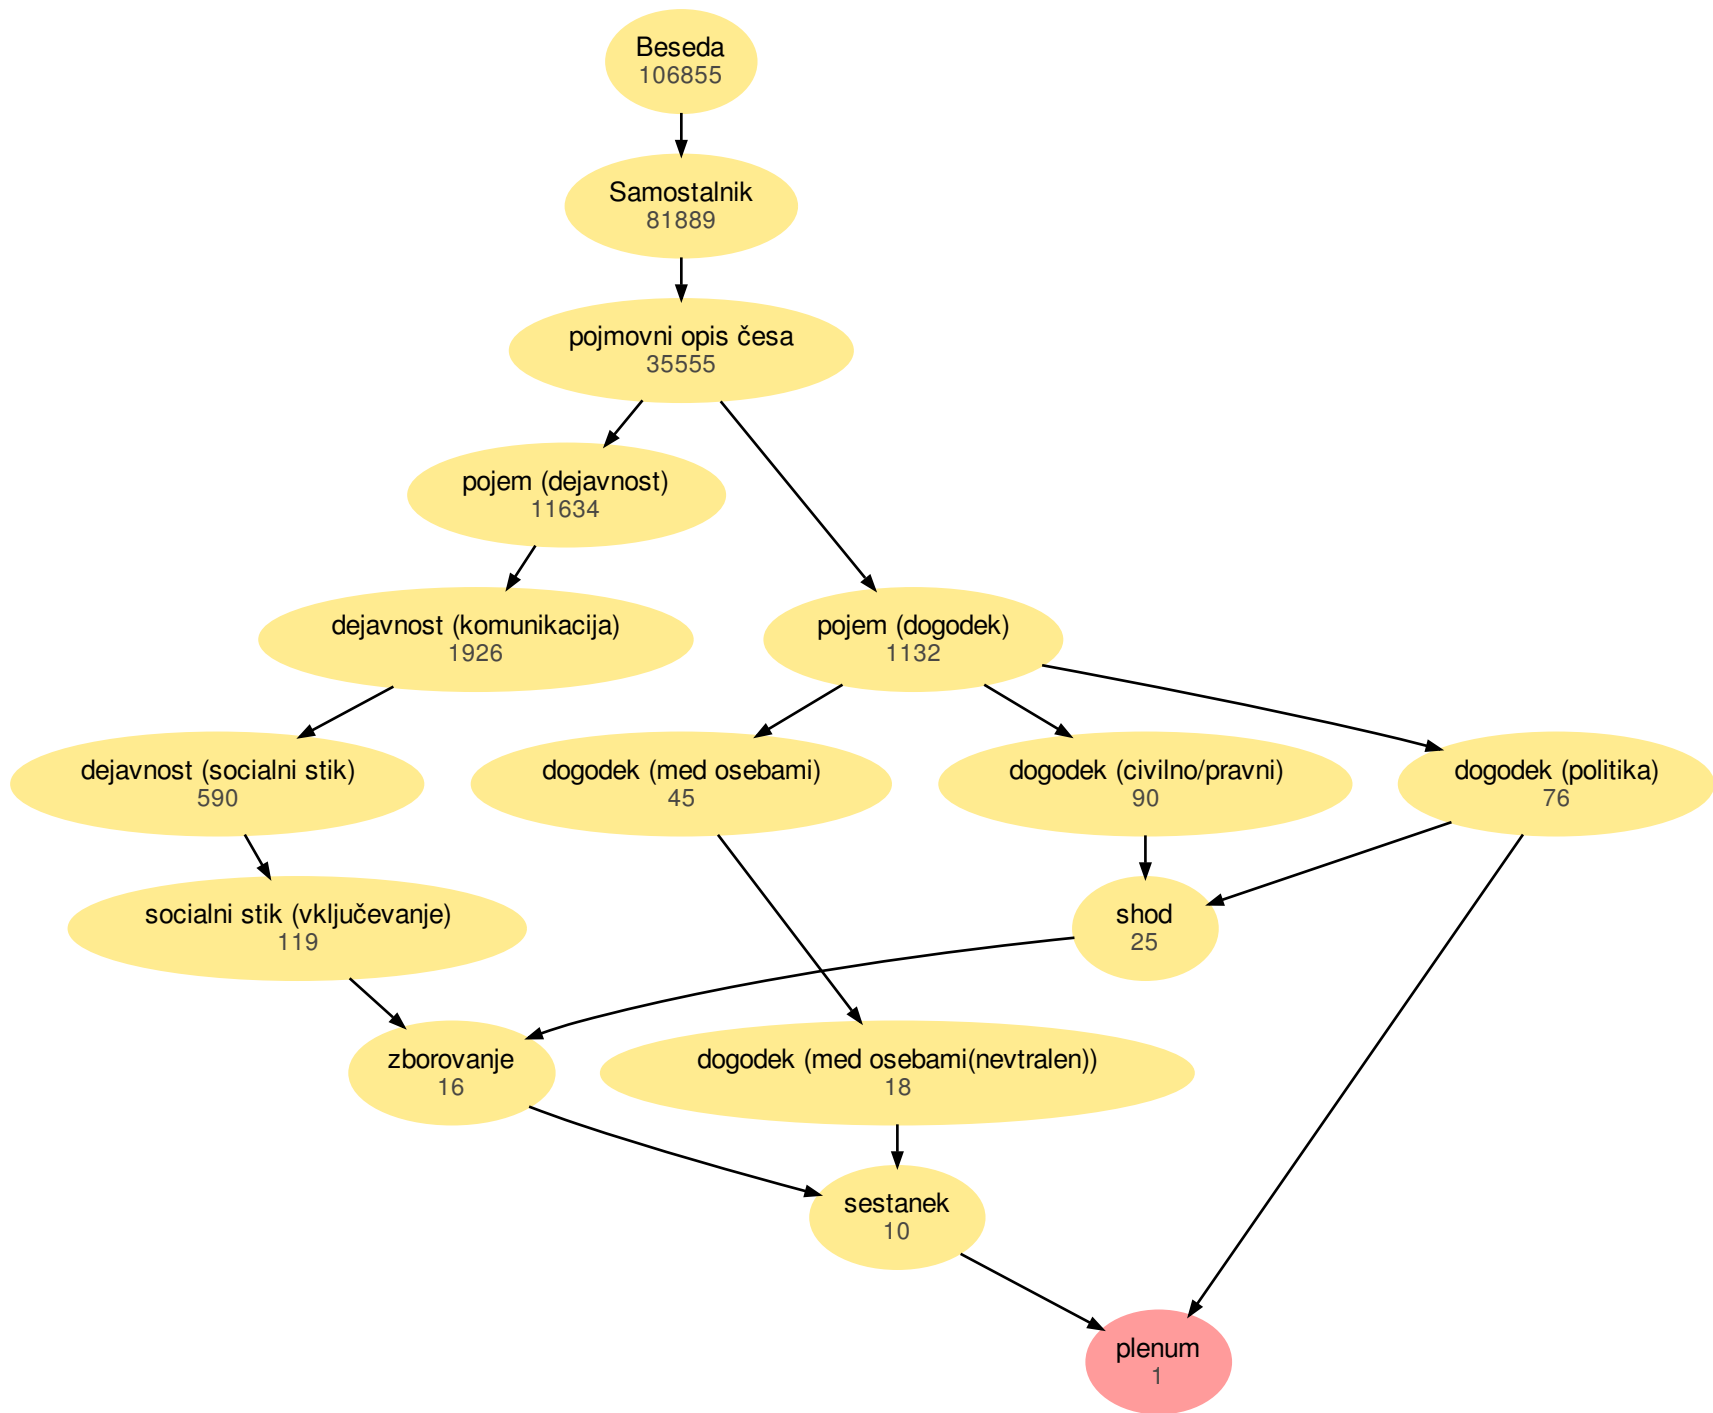 Beseda
106855
Samostalnik
81889
pojmovni opis česa
35555
pojem (dejavnost)
11634
dejavnost (komunikacija)
1926
pojem (dogodek)
1132
dejavnost (socialni stik)
590
dogodek (med osebami)
45
dogodek (civilno/pravni)
90
dogodek (politika)
76
socialni stik (vključevanje)
119
shod
25
zborovanje
16
dogodek (med osebami(nevtralen))
18
sestanek
10
plenum
1